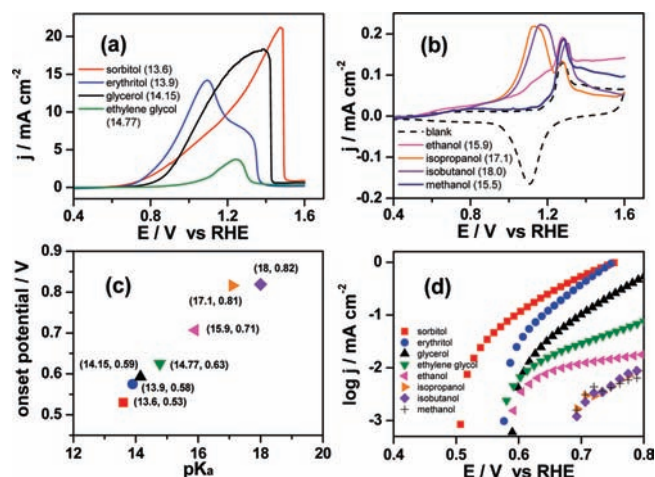 (a)
sorbitol (13.6)
erythritol (13.9)
glycerol (14.15)
ethylene glycol
(14.77)
j / mA cm-2
20
15
10
5
0
0.4 0.8 1.2 1.6
E / V vs RHE
(b)
j / mA cm-2
0.2
0.1
0.0
-0.1
-0.2
blank
ethanol (15.9)
isopropanol (17.1)
isobutanol (18.0)
methanol (15.5)
0.4 0.8 1.2 1.6
E / V vs RHE
(c)
onset potential / V
0.9
0.8
0.7
0.6
0.5
(18, 0.82)
(17.1, 0.81)
(15.9, 0.71)
(14.15, 0.59)
(14.77, 0.63)
(13.9, 0.58)
(13.6, 0.53)
12 14 16 18 20
pKa
(d)
log j / mA cm-2
-0
-1
-2
-3
sorbitol
erythritol
glycerol
ethylene glycol
ethanol
isopropanol
isobutanol
methanol
0.4 0.5 0.6 0.7 0.8
E / V vs RHE